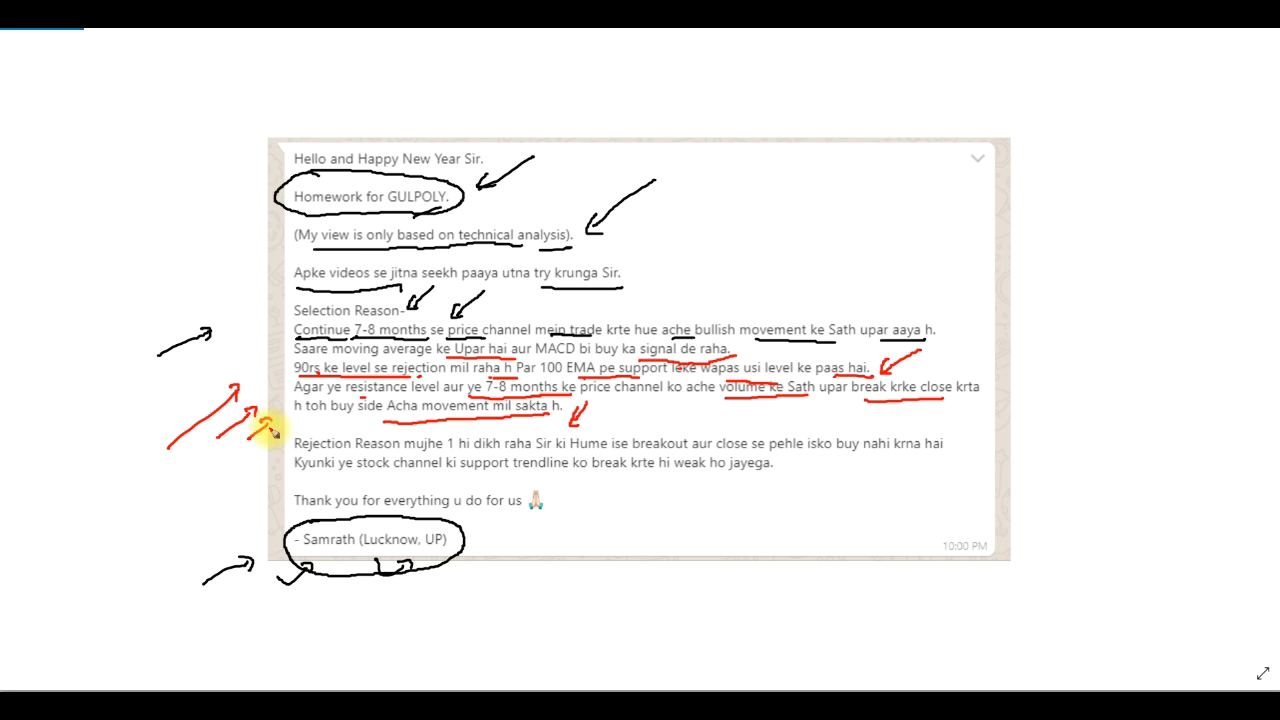 Hello and Happy New Year Sir.
Homework for GULPOLY.
(My view is only based on technical analysis).
Apke videos se jitna seekh paaya utna try krunga Sir.
Selection Reason-
Continue 7-8 months se price channel mein trade krte hue ache bullish movement ke Sath upar aaya h.
Saare moving average ke Upar hai aur MACD bi buy ka signal de raha.
90rs ke level se rejection mil raha h Par 100 EMA pe support leke wapas usi level ke paas hai.
Agar ye resistance level aur ye 7-8 months ke price channel ko ache volume ke Sath upar break krke close krta
h toh buy side Acha movement mil sakta h.
Rejection Reason mujhe 1 hi dikh raha Sir ki Hume ise breakout aur close se pehle isko buy nahi krna hai
Kyunki ye stock channel ki support trendline ko break krte hi weak ho jayega.
Thank you for everything u do for us 🙏🏻
- Samrath (Lucknow, UP)
10:00 PM